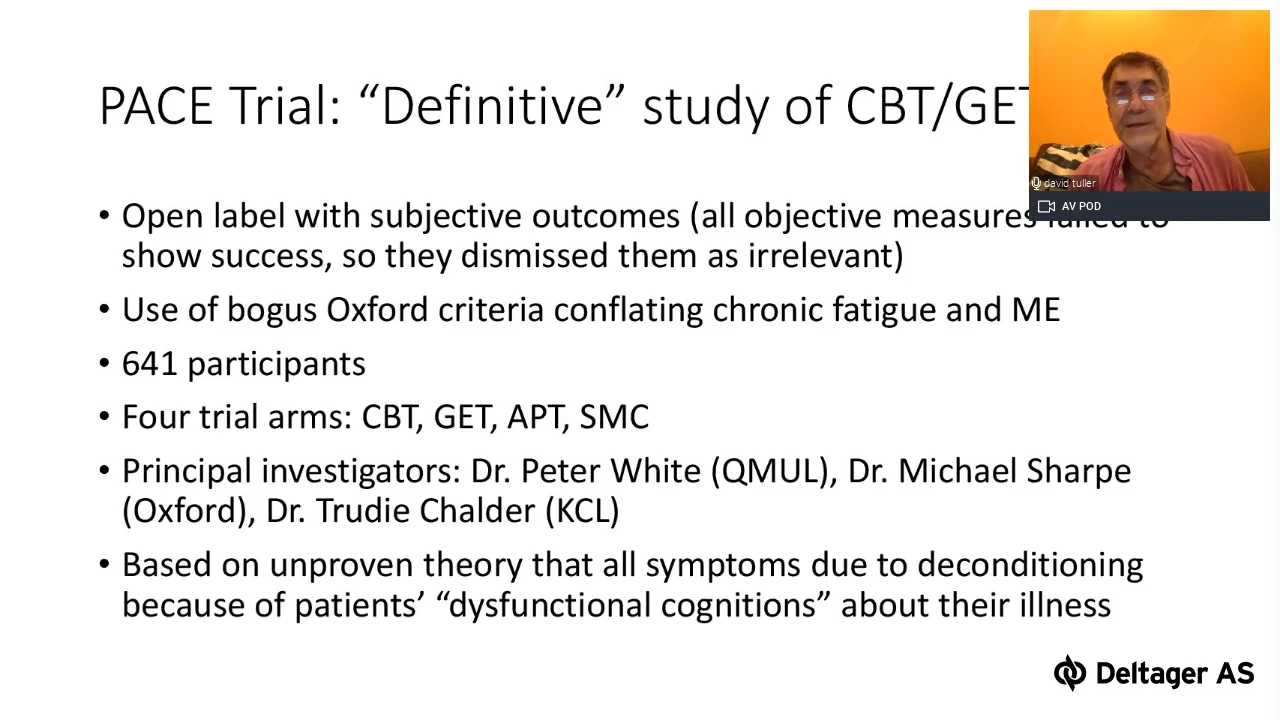 PACE Trial: “Definitive” study of CBT/GET
• Open label with subjective outcomes (all objective measures failed to
show success, so they dismissed them as irrelevant)
• Use of bogus Oxford criteria conflating chronic fatigue and ME
• 641 participants
• Four trial arms: CBT, GET, APT, SMC
• Principal investigators: Dr. Peter White (QMUL), Dr. Michael Sharpe
(Oxford), Dr. Trudie Chalder (KCL)
• Based on unproven theory that all symptoms due to deconditioning
because of patients’ “dysfunctional cognitions” about their illness
david tuller
AV POD
Deltager AS